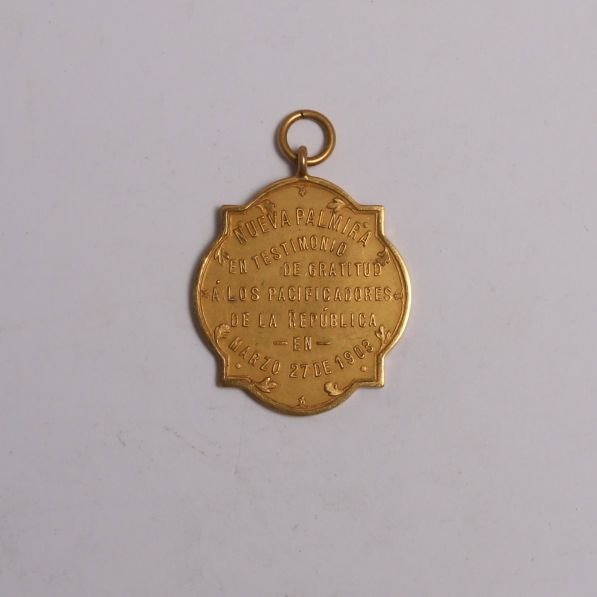 NUEVA PALMIRA
EN TESTIMONIO
DE GRATITUD
Á LOS PACIFICADORES
DE LA REPÚBLICA
— EN —
MARZO 27 DE 1903